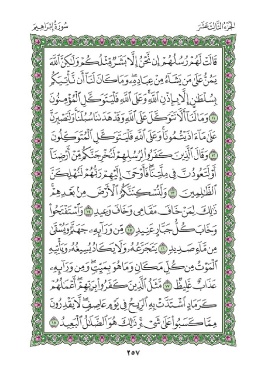 الجزء الثالث عشر
سورة إبراهيم
قَالَتْ لَهُمْ رُسُلُهُمْ إِن نَّحْنُ إِلَّا بَشَرٌ مِّثْلُكُمْ وَلَٰكِنَّ ٱللَّهَ
يَمُنُّ عَلَىٰ مَن يَشَآءُ مِنْ عِبَادِهِۦ وَمَا كَانَ لَنَآ أَن نَّأْتِيَكُم
بِسُلْطَٰنٍ إِلَّا بِإِذْنِ ٱللَّهِ وَعَلَى ٱللَّهِ فَلْيَتَوَكَّلِ ٱلْمُؤْمِنُونَ
١١ وَمَا لَنَآ أَلَّا نَتَوَكَّلَ عَلَى ٱللَّهِ وَقَدْ هَدَىٰنَا سُبُلَنَا وَلَنَصْبِرَنَّ
عَلَىٰ مَآ ءَاذَيْتُمُونَا وَعَلَى ٱللَّهِ فَلْيَتَوَكَّلِ ٱلْمُتَوَكِّلُونَ
١٢ وَقَالَ ٱلَّذِينَ كَفَرُوا۟ لِرُسُلِهِمْ لَنُخْرِجَنَّكُم مِّنْ أَرْضِنَآ
أَوْ لَتَعُودُنَّ فِى مِلَّتِنَا فَأَوْحَىٰٓ إِلَيْهِمْ رَبُّهُمْ لَنُهْلِكَنَّ
ٱلظَّٰلِمِينَ ١٣ وَلَنُسْكِنَنَّكُمُ ٱلْأَرْضَ مِنۢ بَعْدِهِمْ
ذَٰلِكَ لِمَنْ خَافَ مَقَامِى وَخَافَ وَعِيدِ ١٤ وَٱسْتَفْتَحُوا۟
وَخَابَ كُلُّ جَبَّارٍ عَنِيدٍ ١٥ مِّن وَرَآئِهِۦ جَهَنَّمُ وَيُسْقَىٰ
مِن مَّآءٍ صَدِيدٍ ١٦ يَتَجَرَّعُهُۥ وَلَا يَكَادُ يُسِيغُهُۥ وَيَأْتِيهِ
ٱلْمَوْتُ مِن كُلِّ مَكَانٍ وَمَا هُوَ بِمَيِّتٍ وَمِن وَرَآئِهِۦ
عَذَابٌ غَلِيظٌ ١٧ مَّثَلُ ٱلَّذِينَ كَفَرُوا۟ بِرَبِّهِمْ أَعْمَٰلُهُمْ
كَرَمَادٍ ٱشْتَدَّتْ بِهِ ٱلرِّيحُ فِى يَوْمٍ عَاصِفٍ لَّا يَقْدِرُونَ
مِمَّا كَسَبُوا۟ عَلَىٰ شَىْءٍ ذَٰلِكَ هُوَ ٱلضَّلَٰلُ ٱلْبَعِيدُ ١٨
٢٥٧